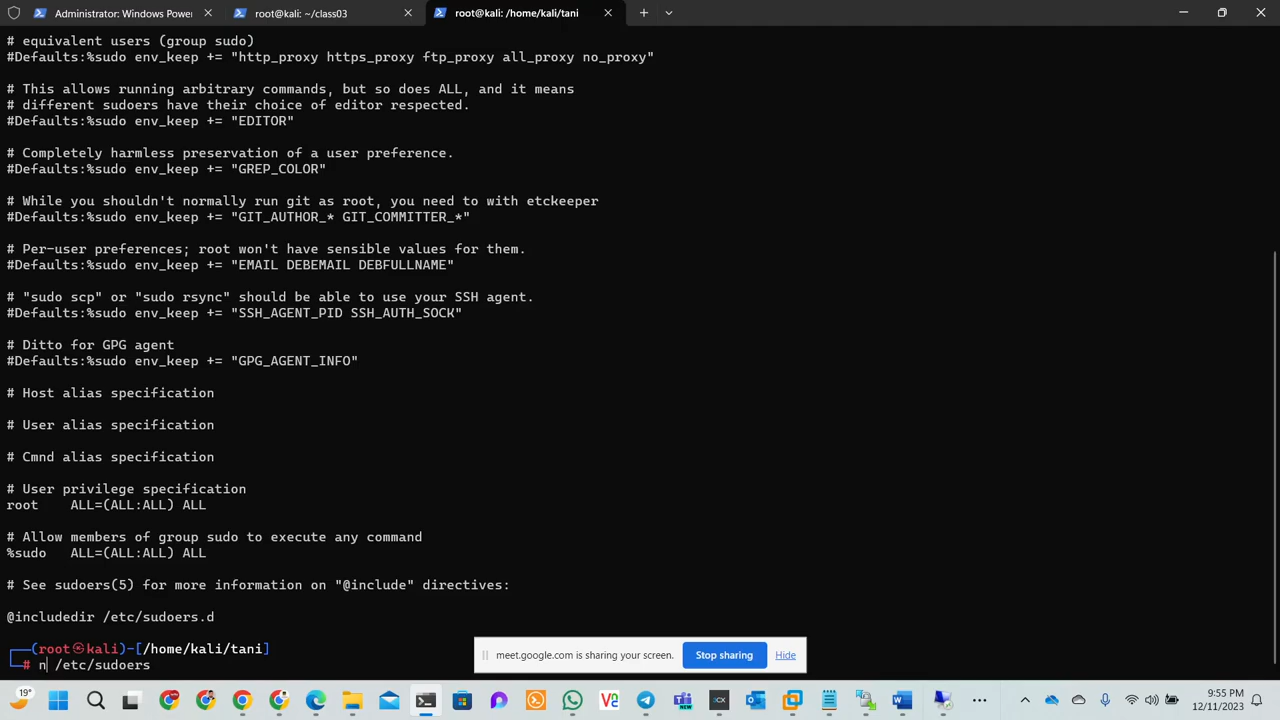 Administrator: Windows Power
root@kali: ~/class03
root@kali: /home/kali/tani
# equivalent users (group sudo)
#Defaults:%sudo env_keep += "http_proxy https_proxy ftp_proxy all_proxy no_proxy"
# This allows running arbitrary commands, but so does ALL, and it means
# different sudoers have their choice of editor respected.
#Defaults:%sudo env_keep += "EDITOR"
# Completely harmless preservation of a user preference.
#Defaults:%sudo env_keep += "GREP_COLOR"
# While you shouldn't normally run git as root, you need to with etckeeper
#Defaults:%sudo env_keep += "GIT_AUTHOR_* GIT_COMMITTER_*"
# Per-user preferences; root won't have sensible values for them.
#Defaults:%sudo env_keep += "EMAIL DEBEMAIL DEBFULLNAME"
# "sudo scp" or "sudo rsync" should be able to use your SSH agent.
#Defaults:%sudo env_keep += "SSH_AGENT_PID SSH_AUTH_SOCK"
# Ditto for GPG agent
#Defaults:%sudo env_keep += "GPG_AGENT_INFO"
# Host alias specification
# User alias specification
# Cmnd alias specification
# User privilege specification
root    ALL=(ALL:ALL) ALL
# Allow members of group sudo to execute any command
%sudo   ALL=(ALL:ALL) ALL
# See sudoers(5) for more information on "@include" directives:
@includedir /etc/sudoers.d
┌──(root㉿kali)-[/home/kali/tani]
└─# n /etc/sudoers
meet.google.com is sharing your screen.
Stop sharing
Hide
19°
9:55 PM
12/11/2023